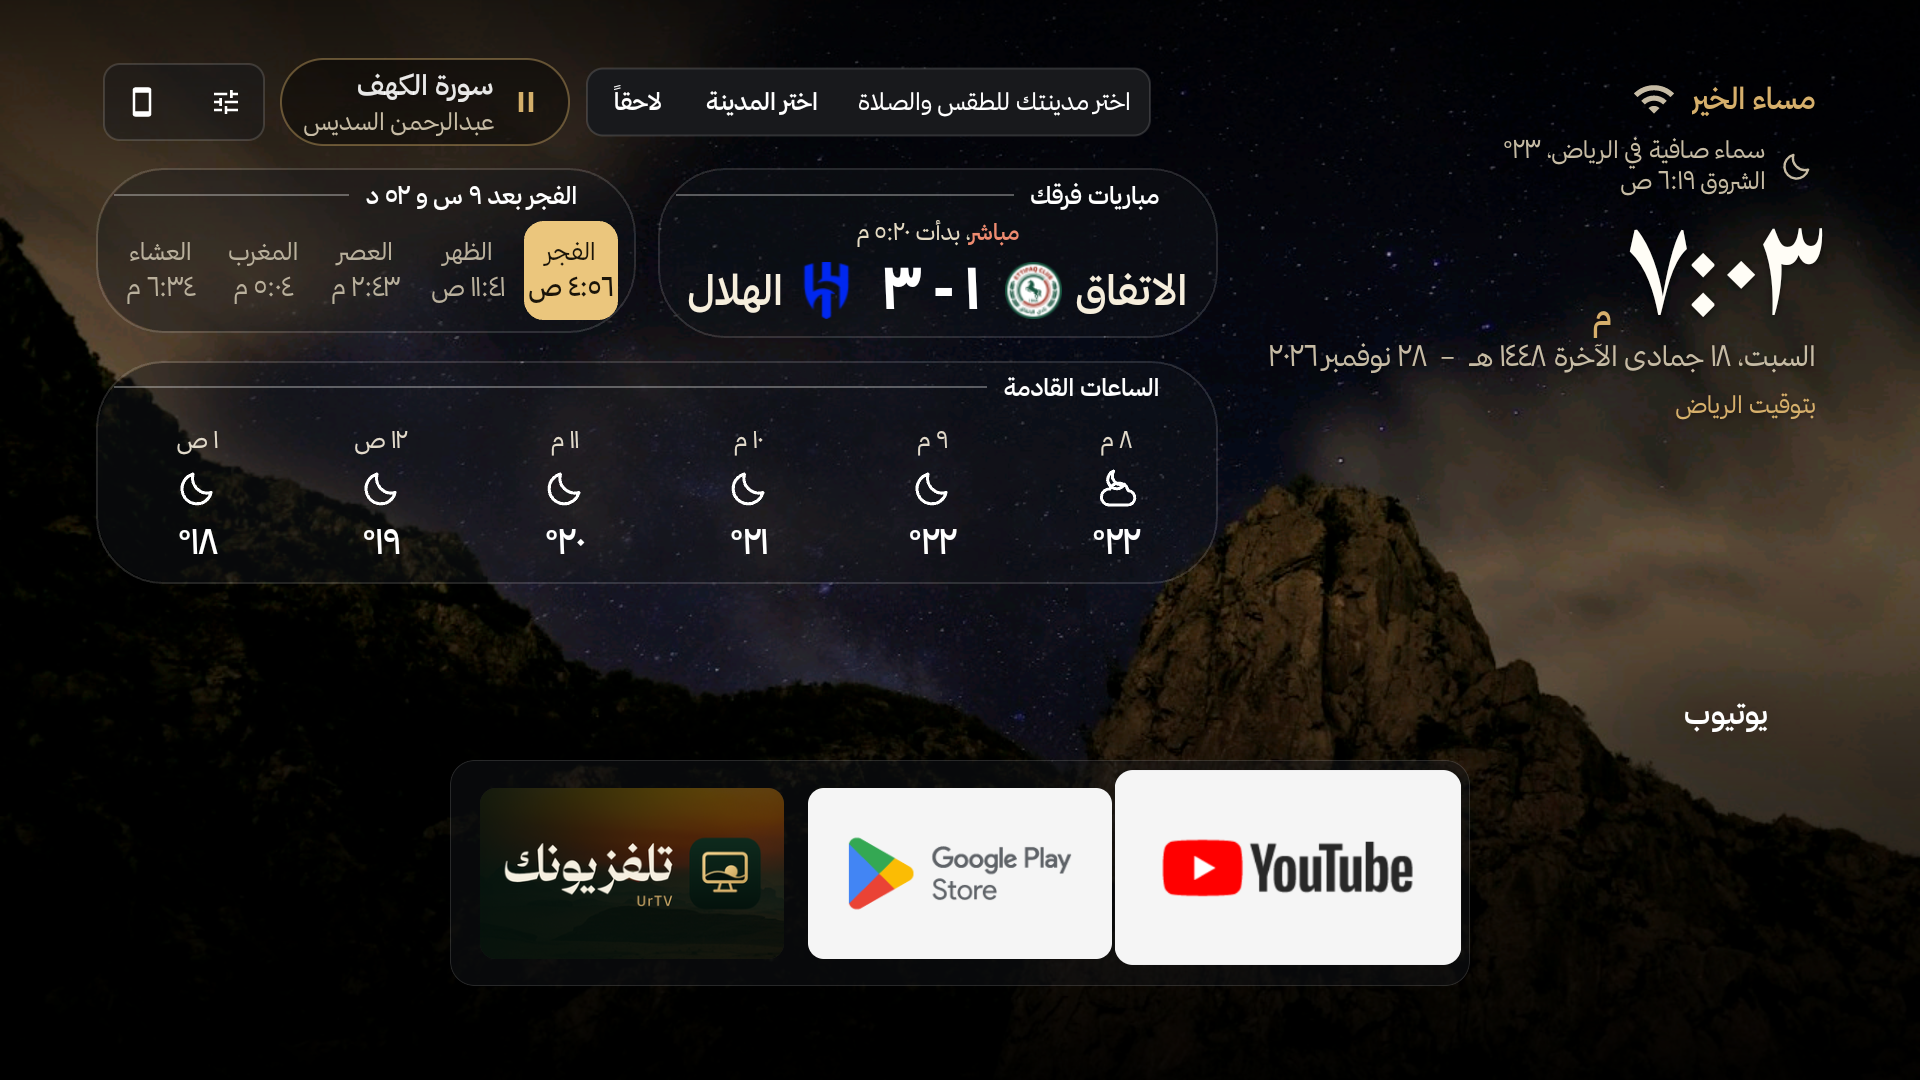 مساء الخير
سماء صافية في الرياض، ٢٣°
الشروق ٦:١٩ ص
٧:٠٣ م
السبت، ١٨ جمادى الآخرة ١٤٤٨ هـ – ٢٨ نوفمبر ٢٠٢٦
بتوقيت الرياض
اختر مدينتك للطقس والصلاة
اختر المدينة
لاحقاً
سورة الكهف
عبدالرحمن السديس
مباريات فرقك
مباشر، بدأت ٥:٢٠ م
الاتفاق ١ - ٣ الهلال
الفجر بعد ٩ س و ٥٢ د
الفجر الظهر العصر المغرب العشاء
٤:٥٦ ص ١١:٤١ ص ٢:٤٣ م ٥:٠٤ م ٦:٣٤ م
الساعات القادمة
٨ م ٩ م ١٠ م ١١ م ١٢ ص ١ ص
٢٢° ٢٢° ٢١° ٢٠° ١٩° ١٨°
يوتيوب
YouTube
Google Play
Store
تلفزيونك
UrTV